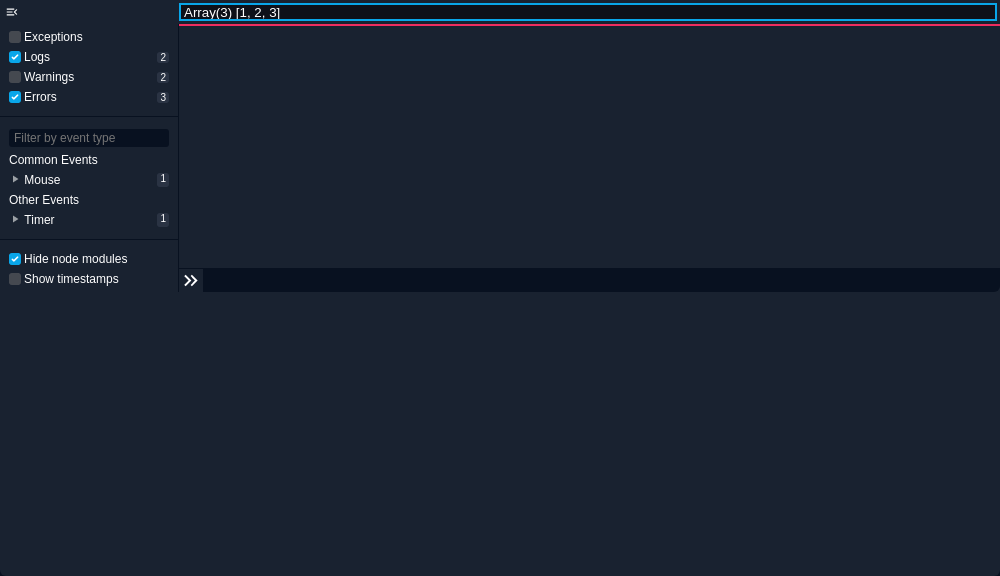 Array(3) [1, 2, 3]
Exceptions
Logs 2
Warnings 2
Errors 3
Filter by event type
Common Events
Mouse 1
Other Events
Timer 1
Hide node modules
Show timestamps